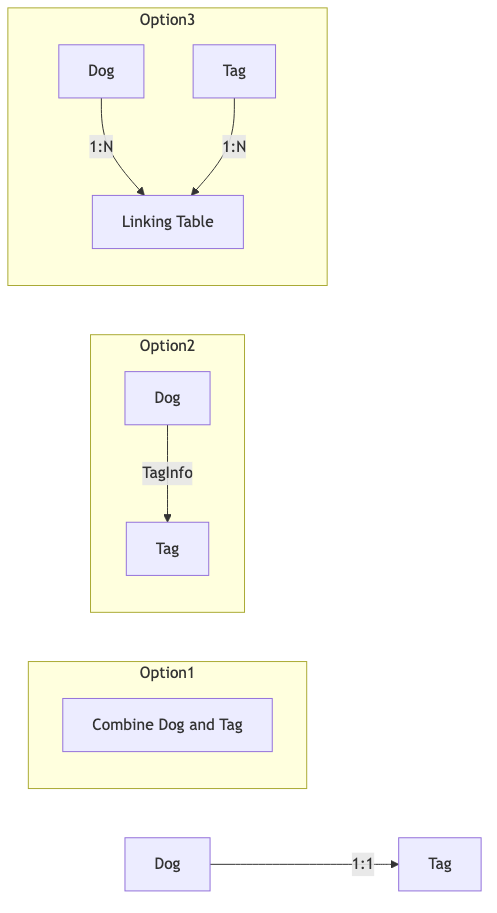 Option3
Dog
Tag
1:N
1:N
Linking Table
Option2
Dog
TagInfo
Tag
Option1
Combine Dog and Tag
Dog
1:1
Tag